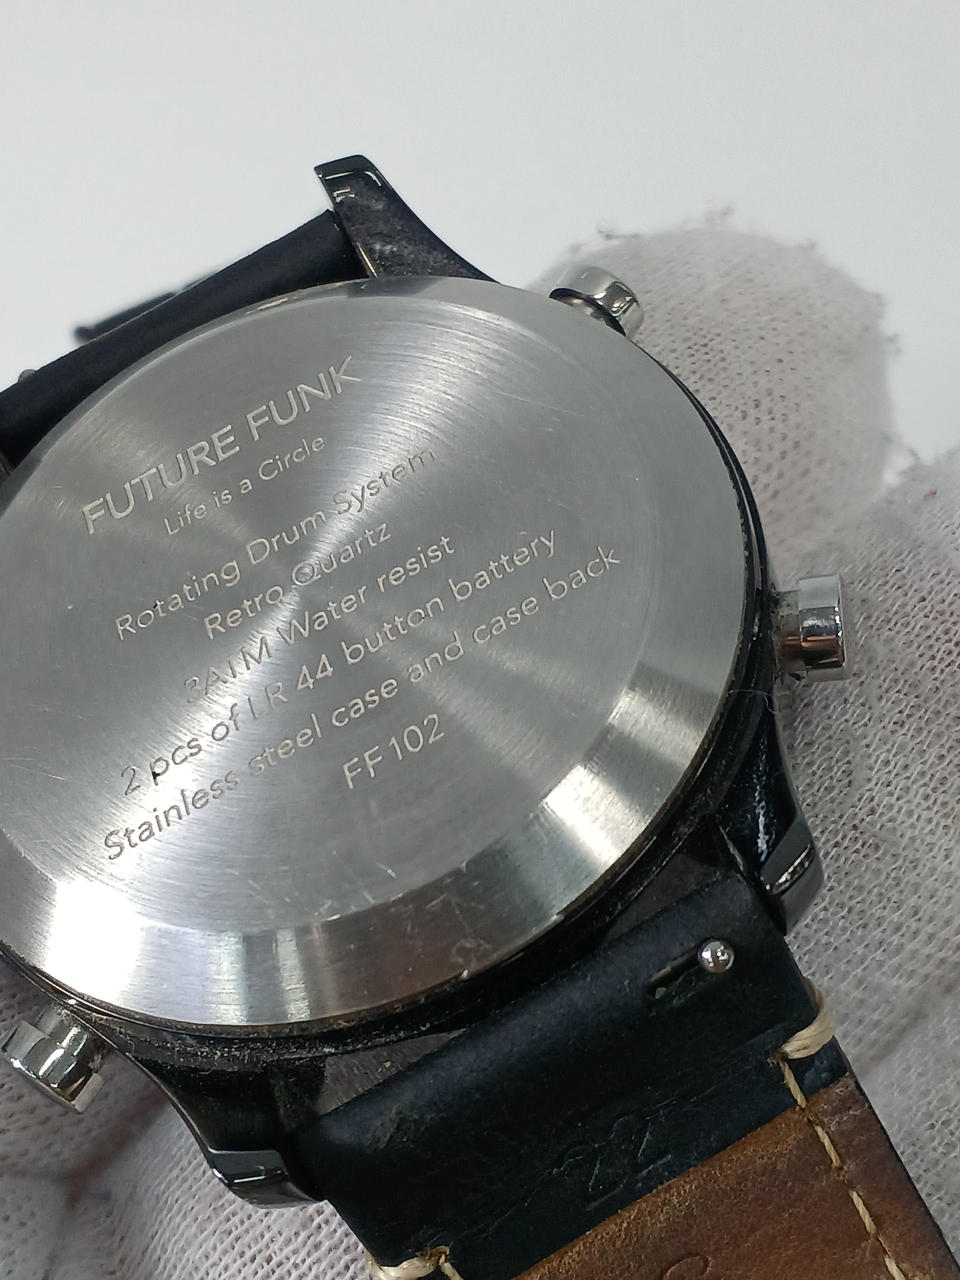 FUTURE FUNK
Life is a Circle
Rotating Drum System
Retro Quartz
3ATM Water resist
2 pcs of LR 44 button battery
Stainless steel case and case back
FF102
22